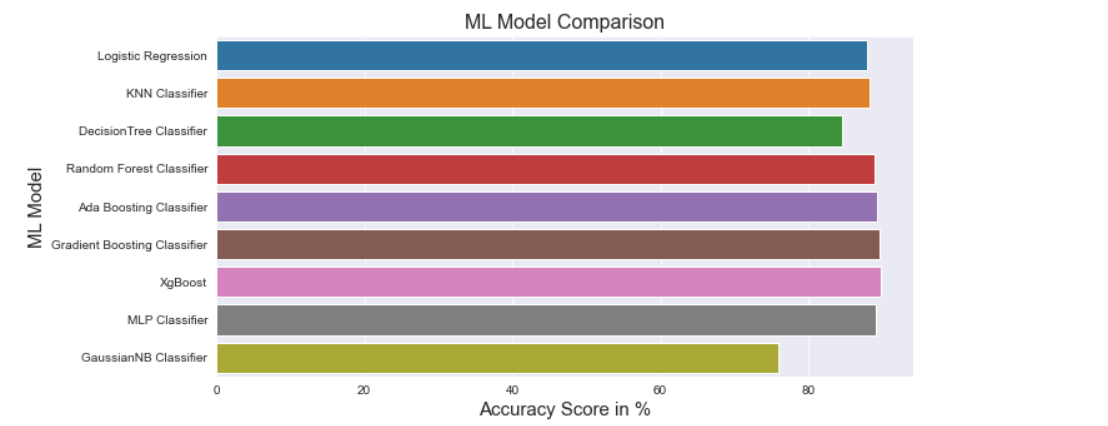 ML Model Comparison
ML Model
Logistic Regression
KNN Classifier
DecisionTree Classifier
Random Forest Classifier
Ada Boosting Classifier
Gradient Boosting Classifier
XgBoost
MLP Classifier
GaussianNB Classifier
0 20 40 60 80
Accuracy Score in %